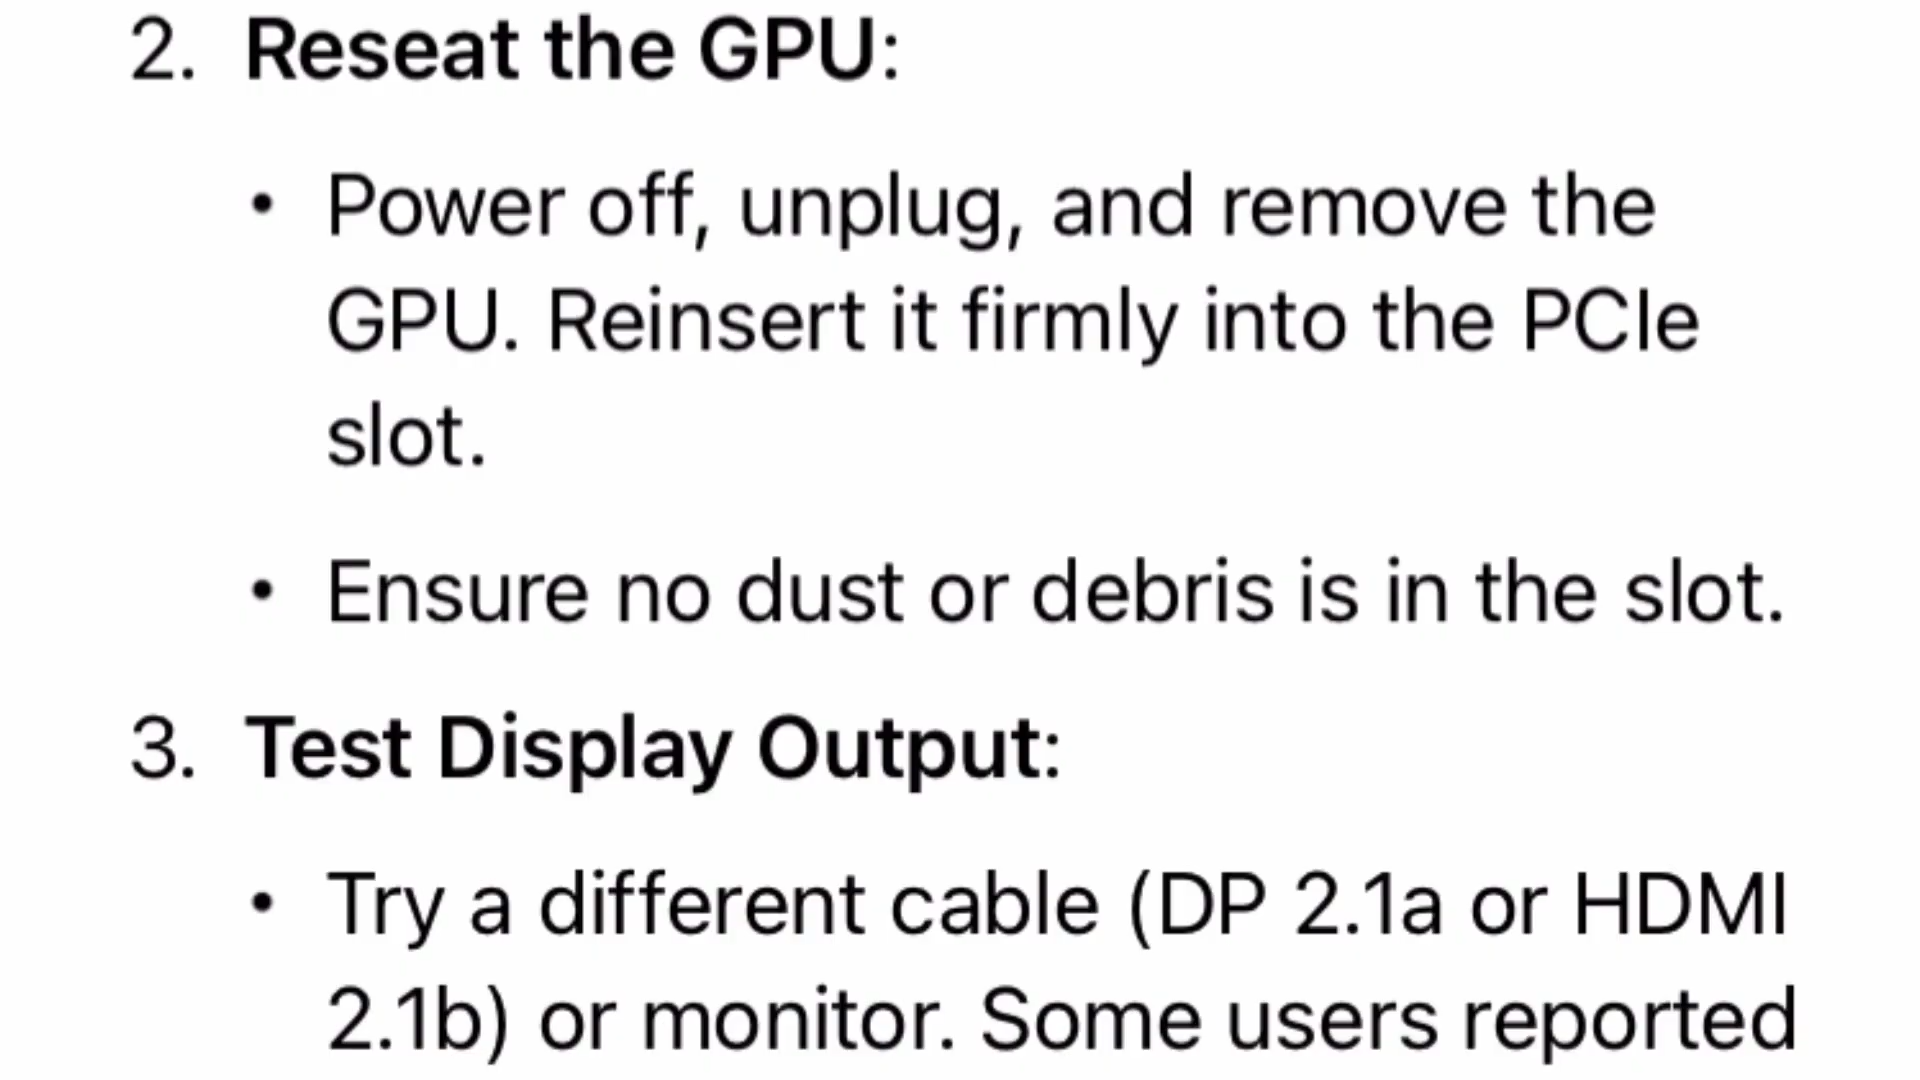 2. Reseat the GPU:
• Power off, unplug, and remove the
GPU. Reinsert it firmly into the PCIe
slot.
• Ensure no dust or debris is in the slot.
3. Test Display Output:
• Try a different cable (DP 2.1a or HDMI
2.1b) or monitor. Some users reported